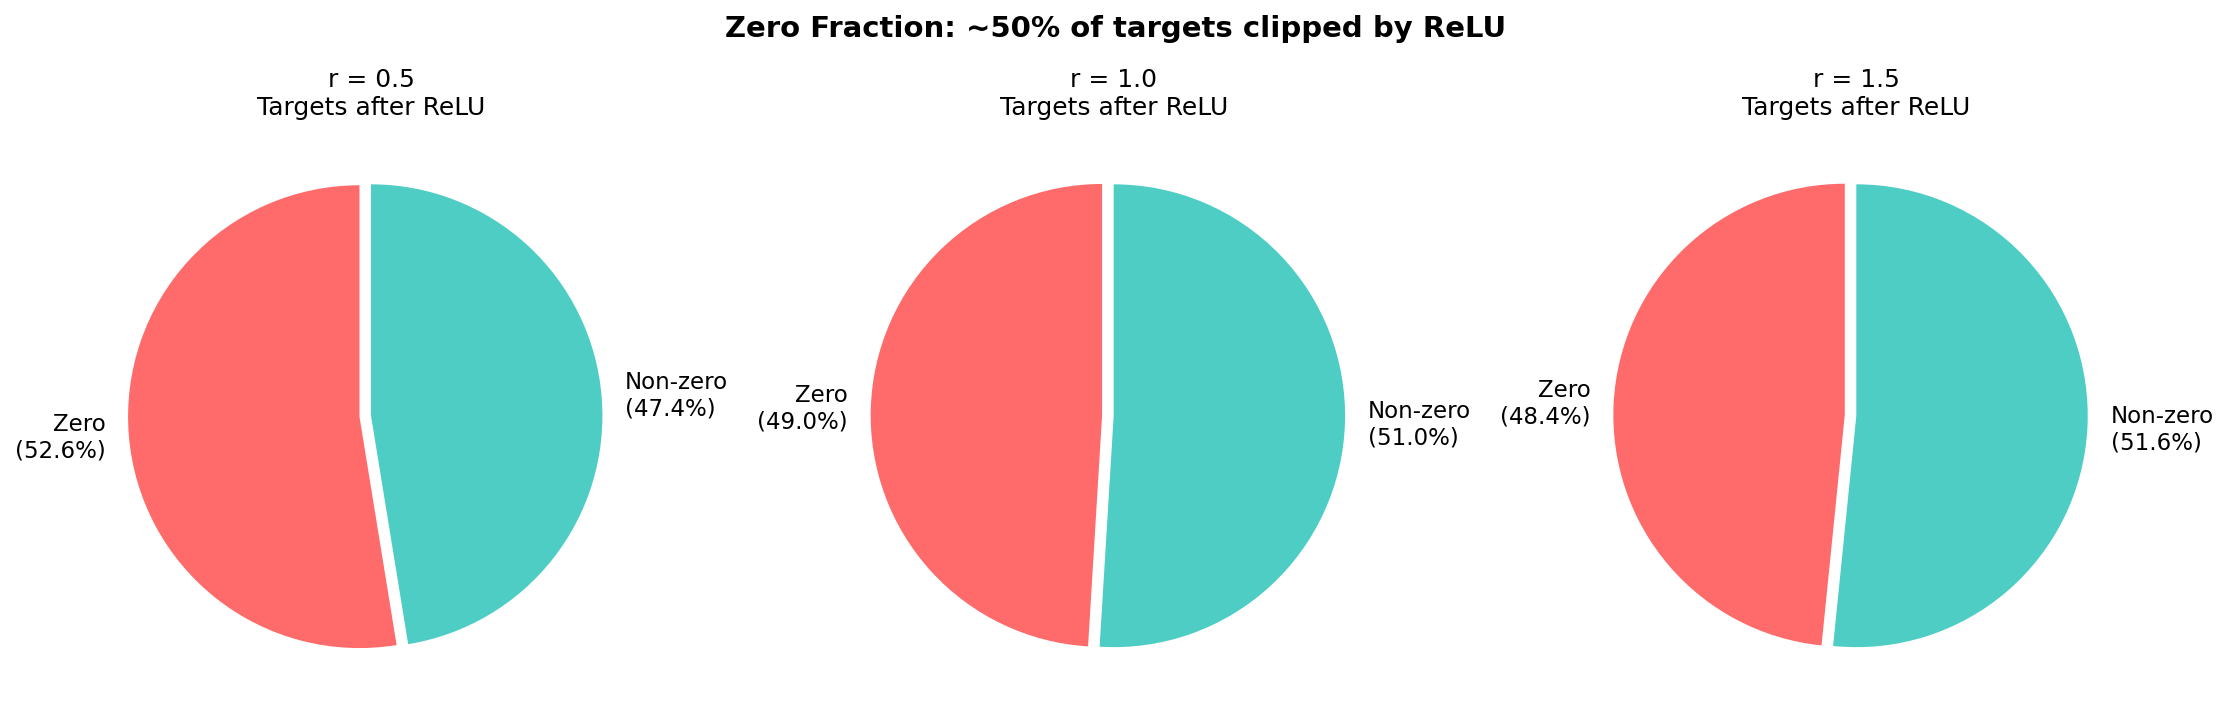 Zero Fraction: ~50% of targets clipped by ReLU
r = 0.5
Targets after ReLU
Zero
(52.6%)
Non-zero
(47.4%)
r = 1.0
Targets after ReLU
Zero
(49.0%)
Non-zero
(51.0%)
r = 1.5
Targets after ReLU
Zero
(48.4%)
Non-zero
(51.6%)